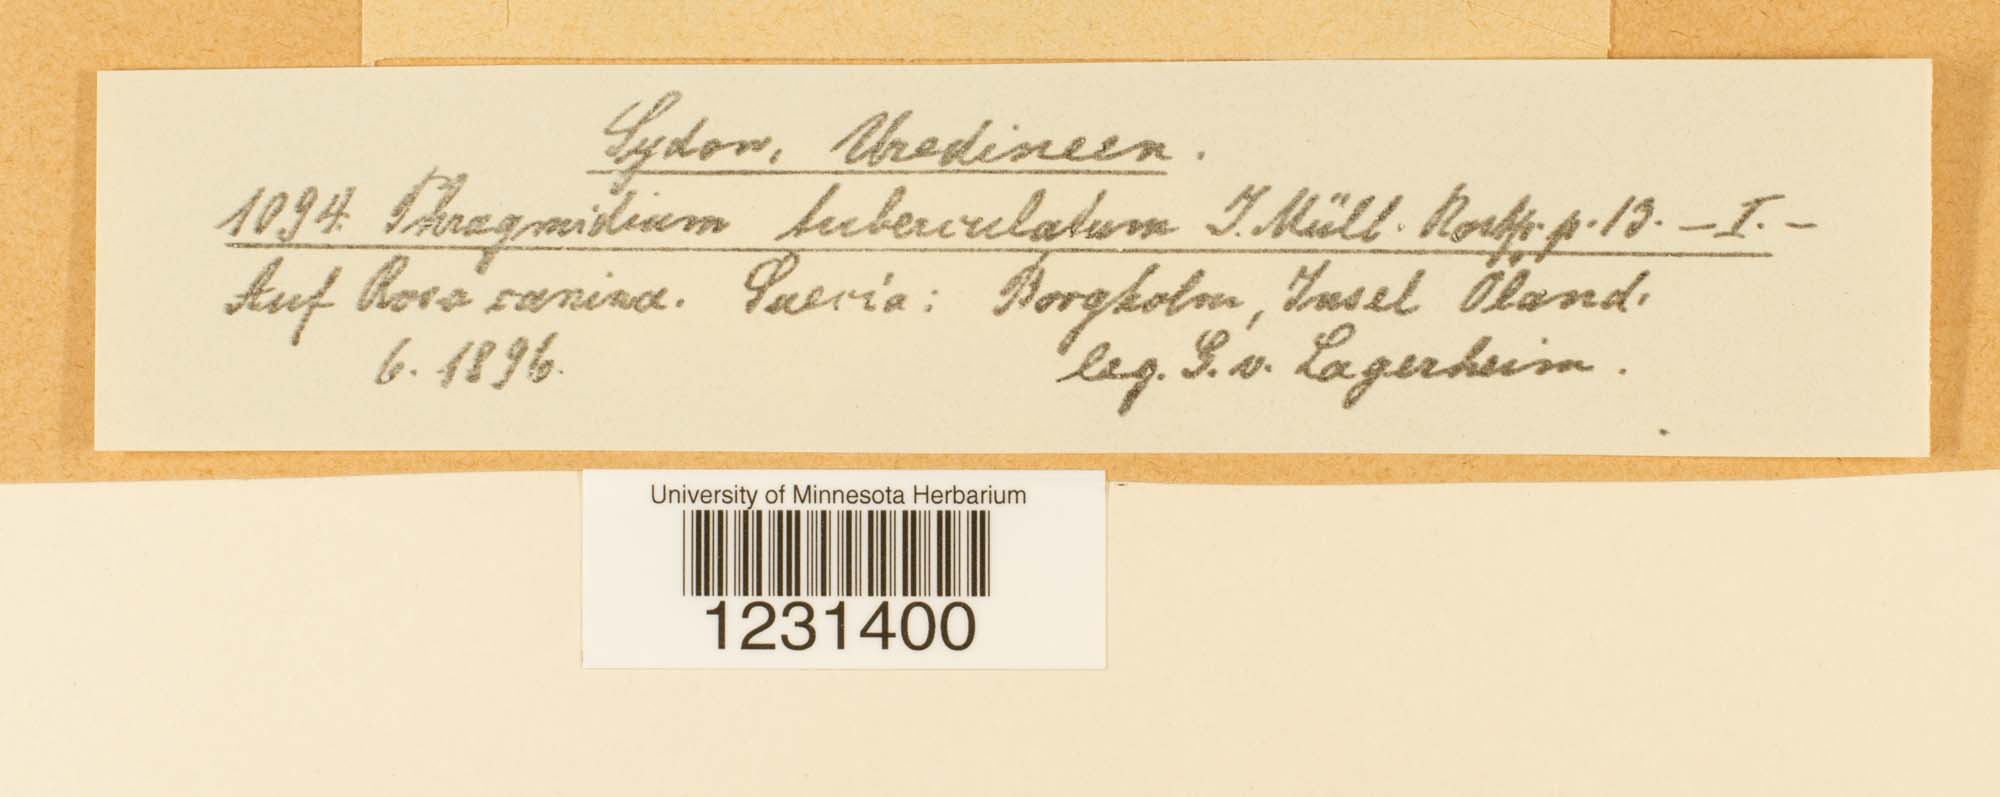 Sydow, Uredineen.
1094. Phragmidium tuberculatum J. Müll. Rostp. p. 13. – I. –
Auf Rosa canina. Suecia: Borgholm, Insel Öland.
6. 1896. leg. G. v. Lagerheim.
University of Minnesota Herbarium
1231400